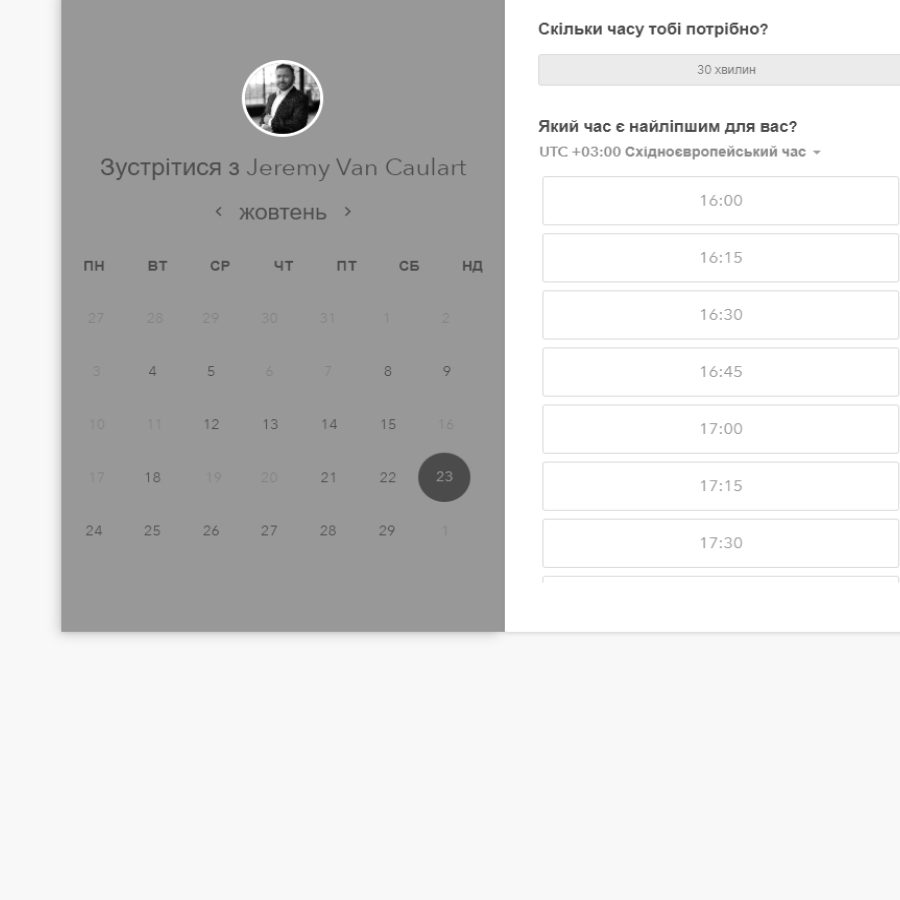 Зустрітися з Jeremy Van Caulart
жовтень
ПН ВТ СР ЧТ ПТ СБ НД
27 28 29 30 31 1 2
3 4 5 6 7 8 9
10 11 12 13 14 15 16
17 18 19 20 21 22 23
24 25 26 27 28 29 1
Скільки часу тобі потрібно?
30 хвилин
Який час є найліпшим для вас?
UTC +03:00 Східноєвропейський час
16:00
16:15
16:30
16:45
17:00
17:15
17:30